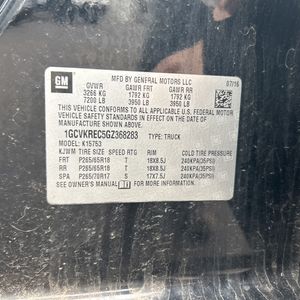 MFD BY GENERAL MOTORS LLC
GM
GVWR GAWR FRT GAWR RR 07/16
3266 KG 1792 KG 1792 KG
7200 LB 3950 LB 3950 LB
THIS VEHICLE CONFORMS TO ALL APPLICABLE
U.S. FEDERAL MOTOR VEHICLE SAFETY AND
THEFT PREVENTION STANDARDS IN EFFECT ON
THE DATE OF MANUFACTURE SHOWN ABOVE.
1GCVKREC5GZ368283 TYPE: TRUCK
MODEL: K15753
KJWM TIRE SIZE SPEED RTG RIM COLD TIRE PRESSURE
FRT P265/65R18 T 18X8.5J 240KPA(35PSI)
RR P265/65R18 T 18X8.5J 240KPA(35PSI)
SPA P265/70R17 S 17X7.5J 240KPA(35PSI)
SEE OWNER'S MANUAL FOR MORE INFORMATION.